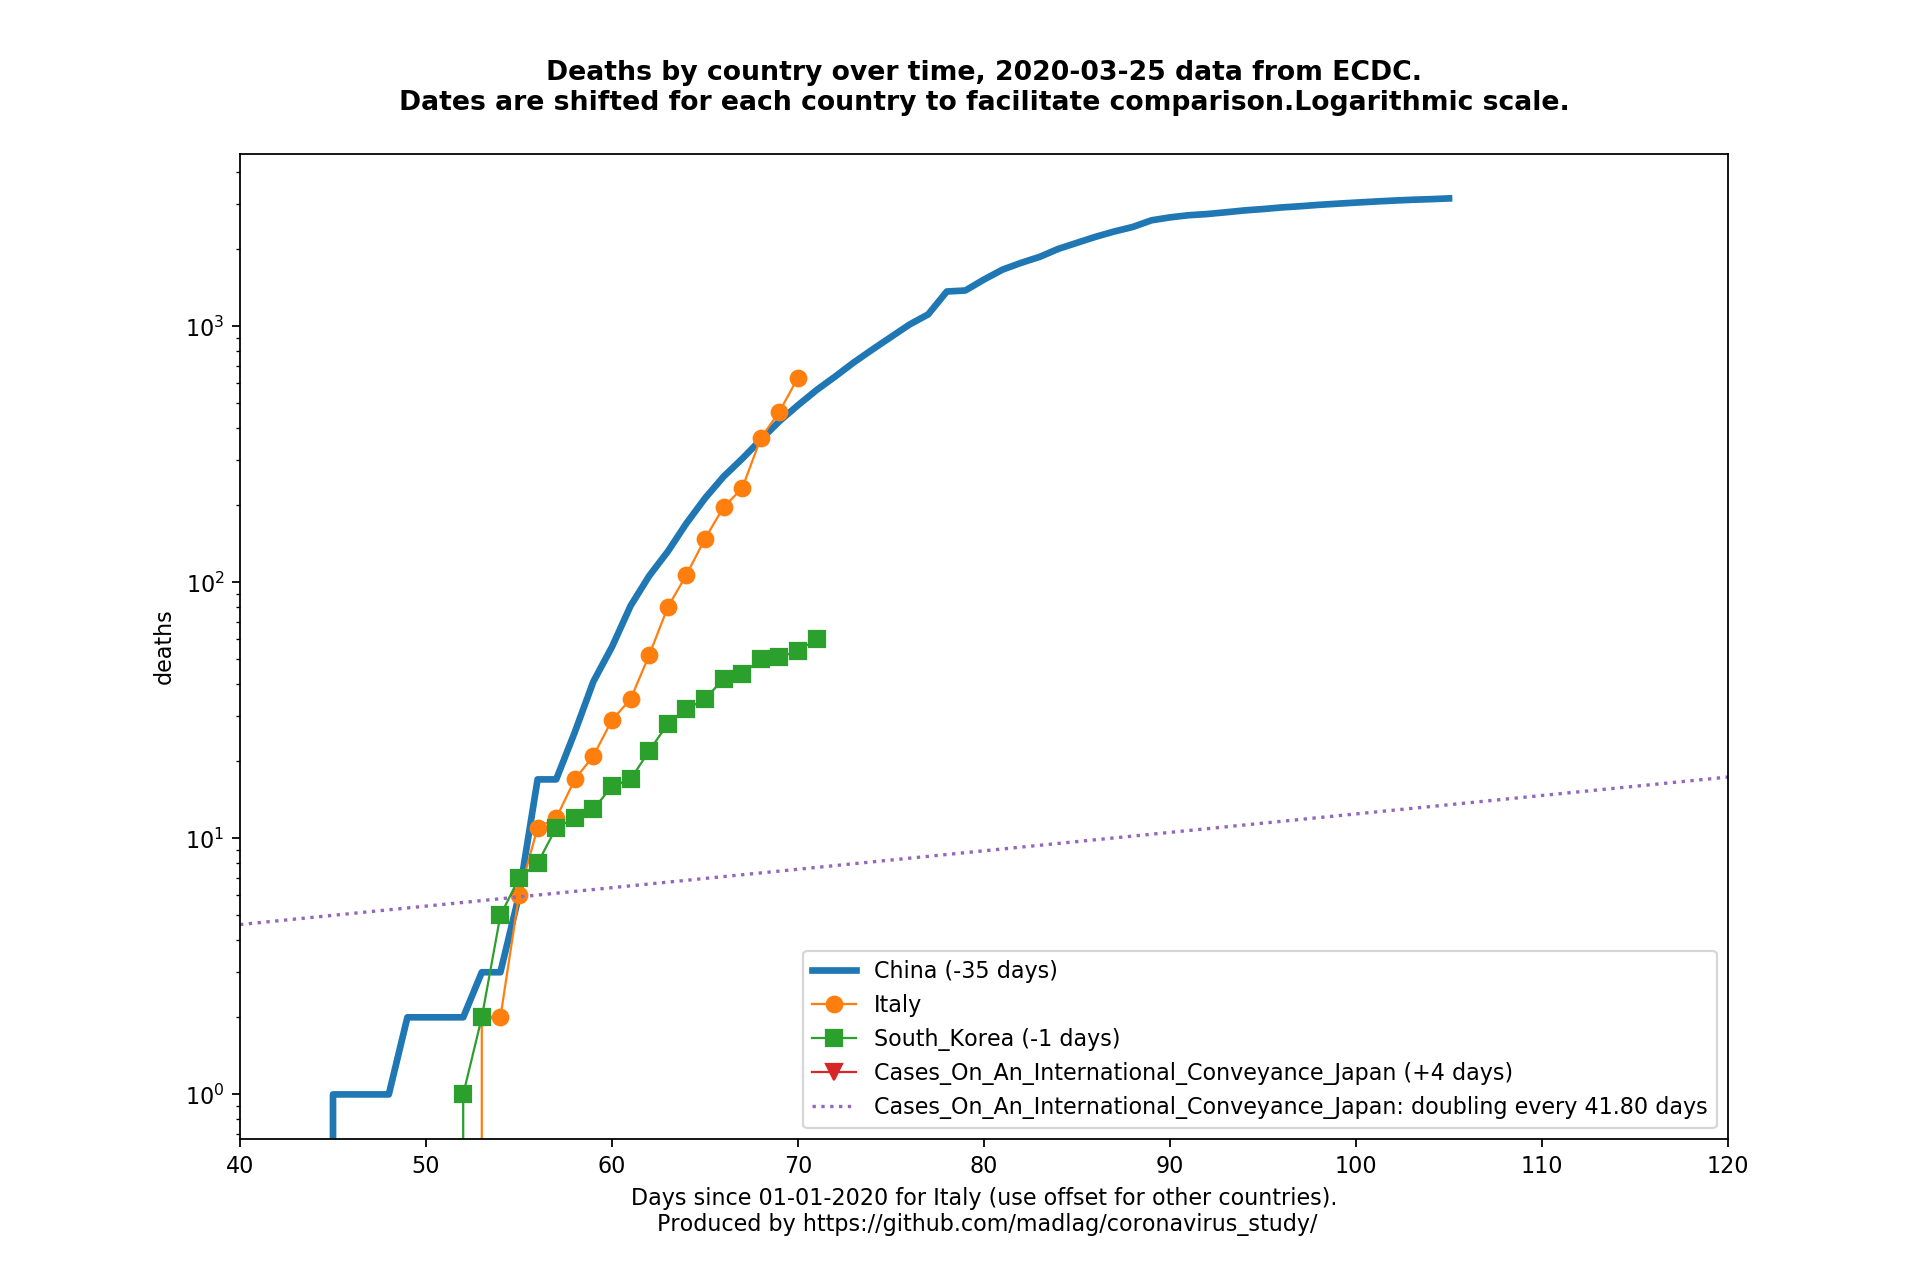 Deaths by country over time, 2020-03-25 data from ECDC.
Dates are shifted for each country to facilitate comparison.Logarithmic scale.
10³
10²
10¹
10⁰
deaths
China (-35 days)
Italy
South_Korea (-1 days)
Cases_On_An_International_Conveyance_Japan (+4 days)
Cases_On_An_International_Conveyance_Japan: doubling every 41.80 days
40 50 60 70 80 90 100 110 120
Days since 01-01-2020 for Italy (use offset for other countries).
Produced by https://github.com/madlag/coronavirus_study/